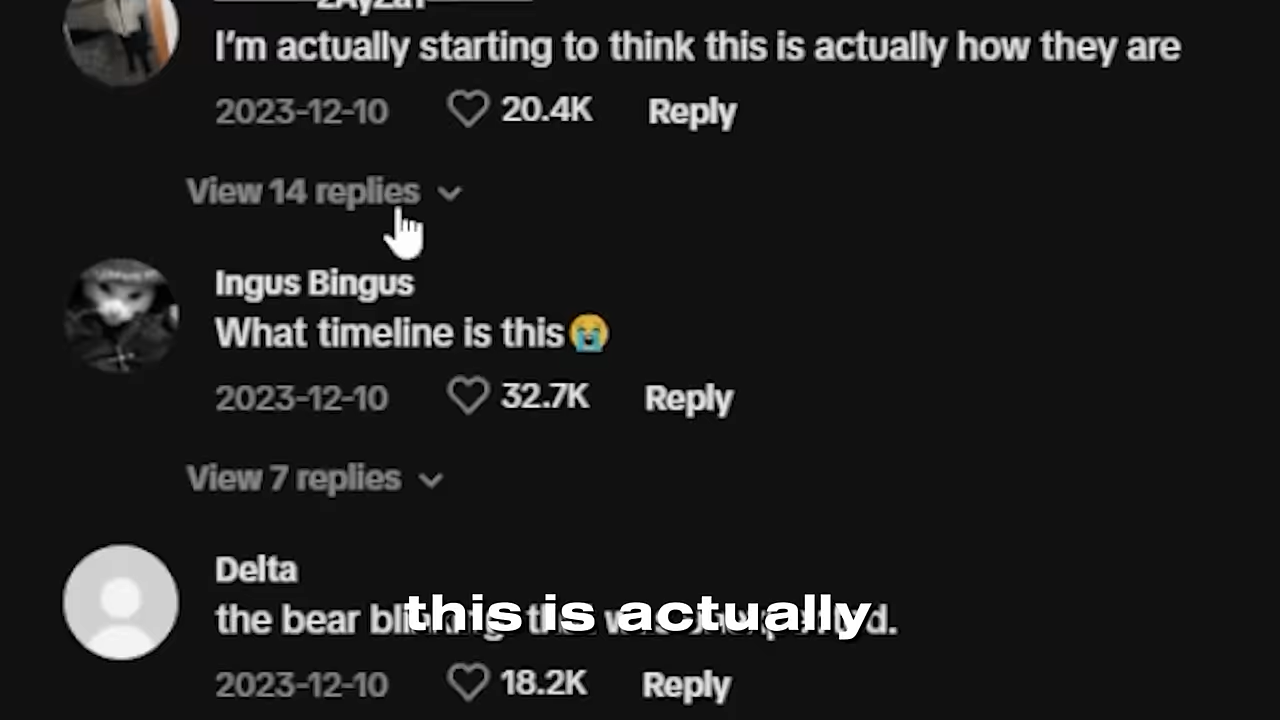 I'm actually starting to think this is actually how they are
2023-12-10 20.4K Reply
View 14 replies
Ingus Bingus
What timeline is this😭
2023-12-10 32.7K Reply
View 7 replies
Delta
the bear
this is actually
2023-12-10 18.2K Reply